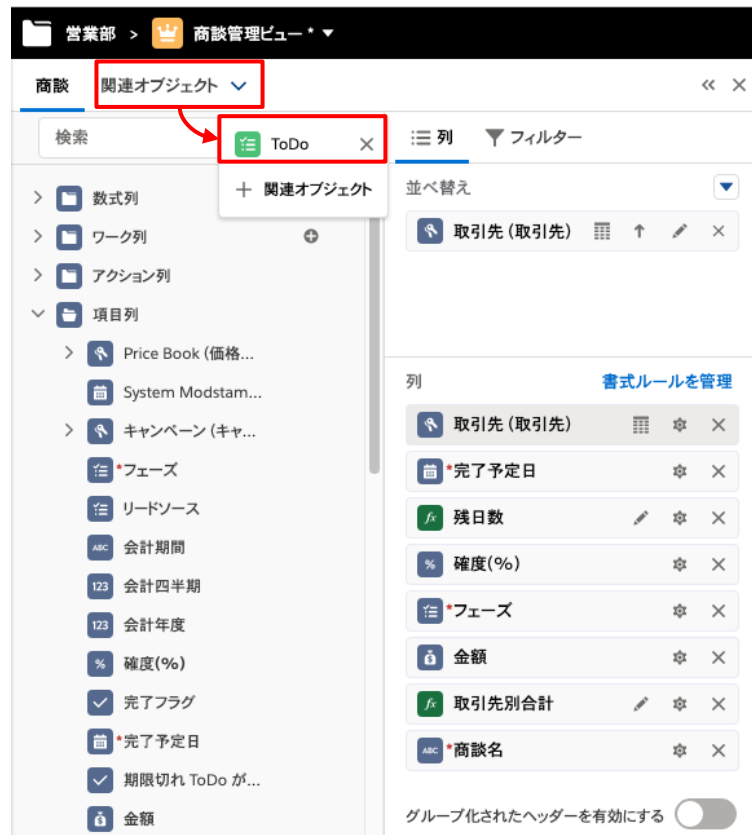 営業部 > 商談管理ビュー * ▼
商談 関連オブジェクト
検索
ToDo
+ 関連オブジェクト
数式列
ワーク列
アクション列
項目列
Price Book (価格...
System Modstam...
キャンペーン (キャ...
*フェーズ
リードソース
ABC 会計期間
123 会計四半期
123 会計年度
% 確度(%)
完了フラグ
*完了予定日
期限切れ ToDo が...
金額
列 フィルター
並べ替え
取引先 (取引先)
列 書式ルールを管理
取引先 (取引先)
*完了予定日
fx 残日数
% 確度(%)
*フェーズ
金額
fx 取引先別合計
ABC *商談名
グループ化されたヘッダーを有効にする